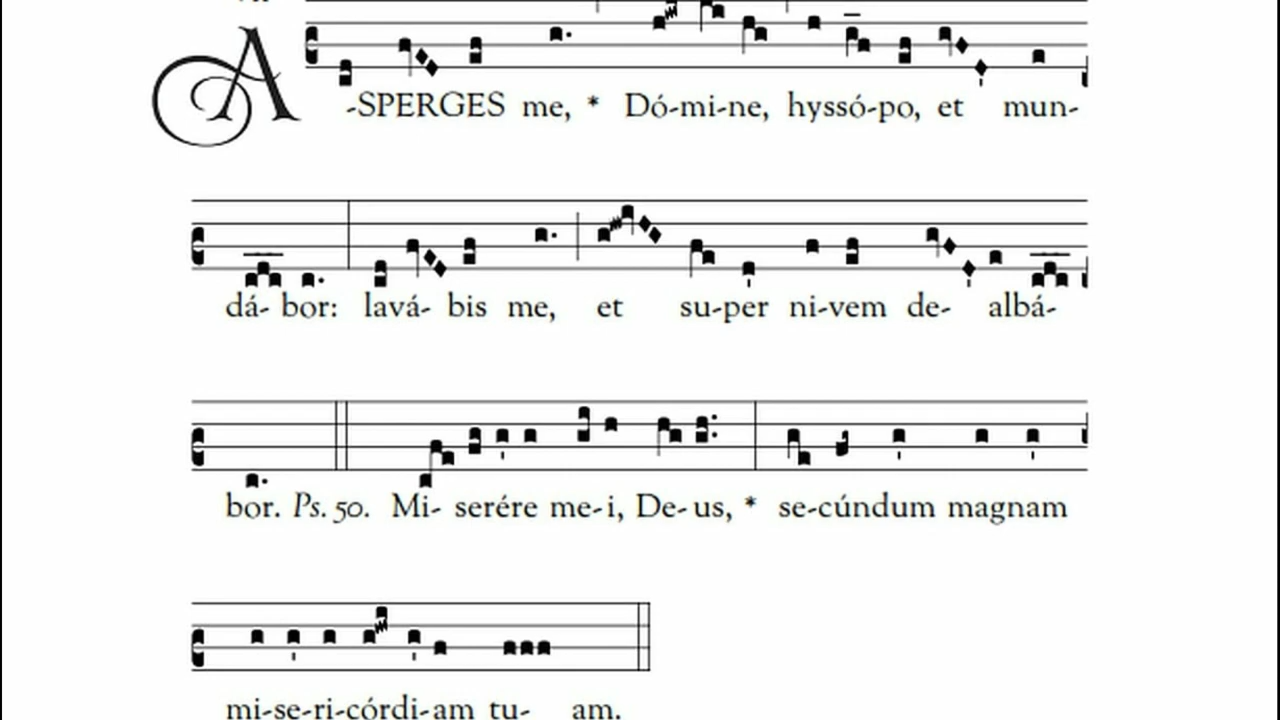 A-SPERGES me, * Dó-mi-ne, hyssó-po, et mun-
dá- bor: lavá- bis me, et su-per ni-vem de- albá-
bor. Ps. 50. Mi- serére me-i, De-us, * se-cúndum magnam
mi-se-ri-córdi-am tu- am.